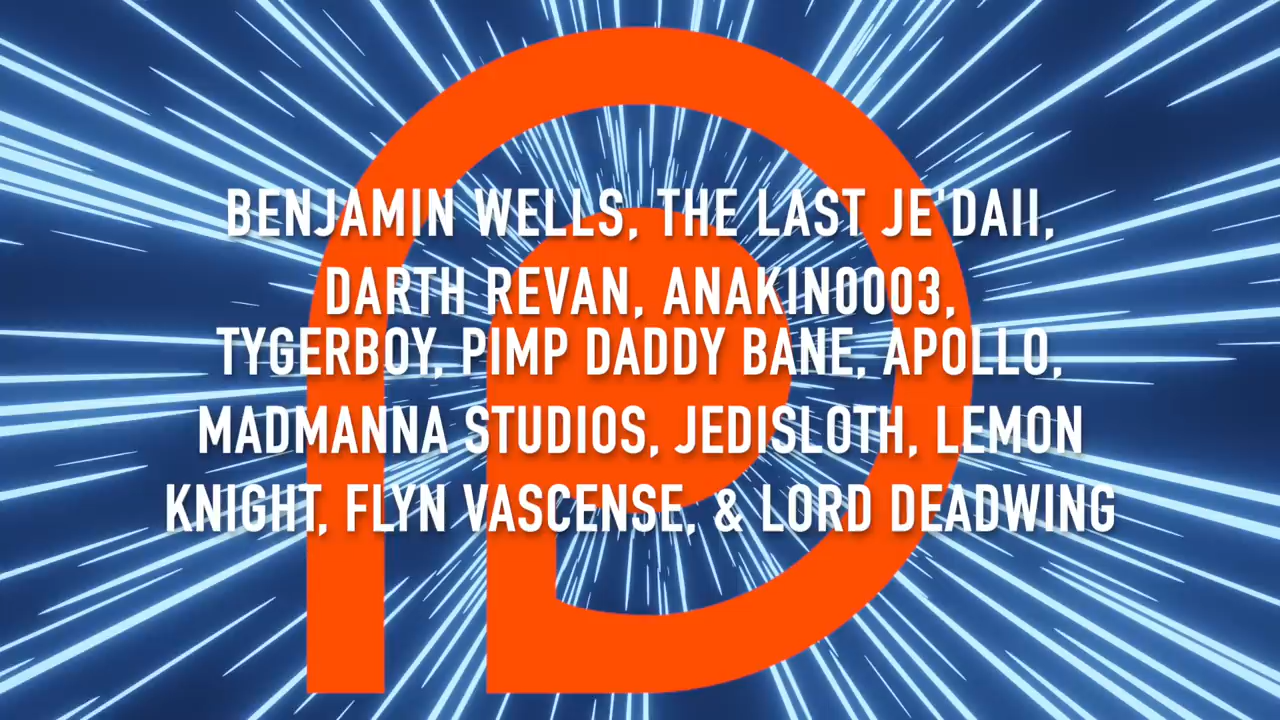 BENJAMIN WELLS, THE LAST JE'DAII,
DARTH REVAN, ANAKIN0003,
TYGERBOY, PIMP DADDY BANE, APOLLO,
MADMANNA STUDIOS, JEDISLOTH, LEMON
KNIGHT, FLYN VASCENSE, & LORD DEADWING